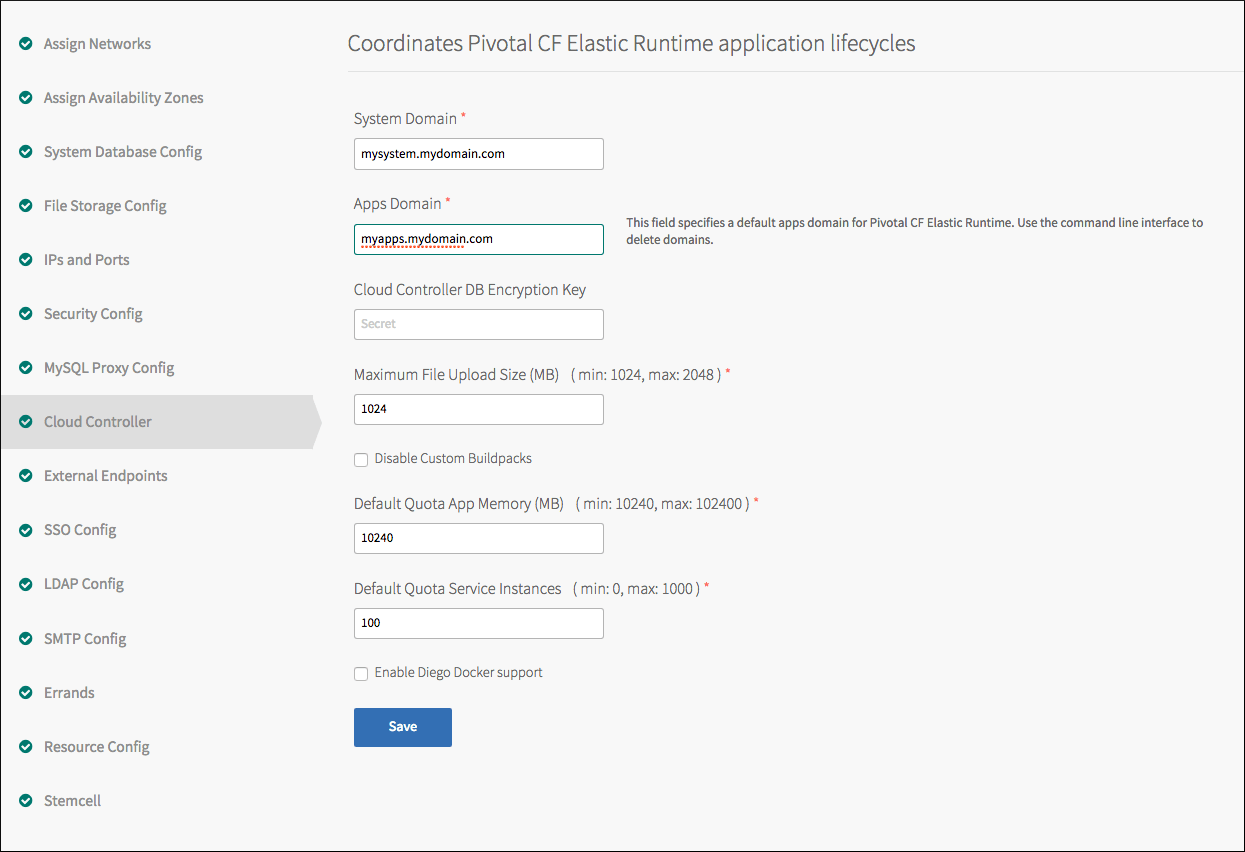 Assign Networks
Assign Availability Zones
System Database Config
File Storage Config
IPs and Ports
Security Config
MySQL Proxy Config
Cloud Controller
External Endpoints
SSO Config
LDAP Config
SMTP Config
Errands
Resource Config
Stemcell
Coordinates Pivotal CF Elastic Runtime application lifecycles
System Domain *
mysystem.mydomain.com
Apps Domain *
myapps.mydomain.com
This field specifies a default apps domain for Pivotal CF Elastic Runtime. Use the command line interface to
delete domains.
Cloud Controller DB Encryption Key
Secret
Maximum File Upload Size (MB) ( min: 1024, max: 2048 ) *
1024
Disable Custom Buildpacks
Default Quota App Memory (MB) ( min: 10240, max: 102400 ) *
10240
Default Quota Service Instances ( min: 0, max: 1000 ) *
100
Enable Diego Docker support
Save